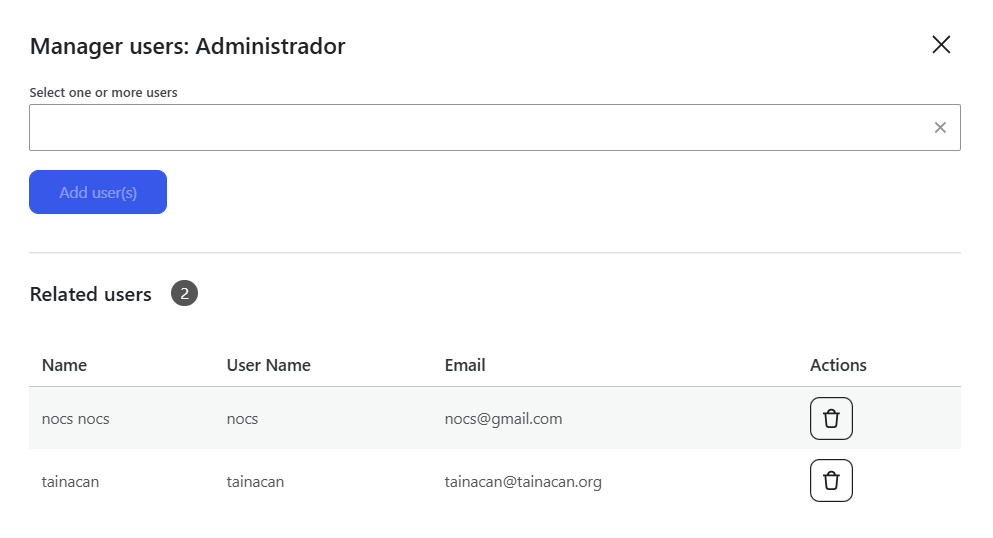 Manager users: Administrador
Select one or more users
Add user(s)
Related users 2
Name User Name Email Actions
nocs nocs nocs nocs@gmail.com
tainacan tainacan tainacan@tainacan.org